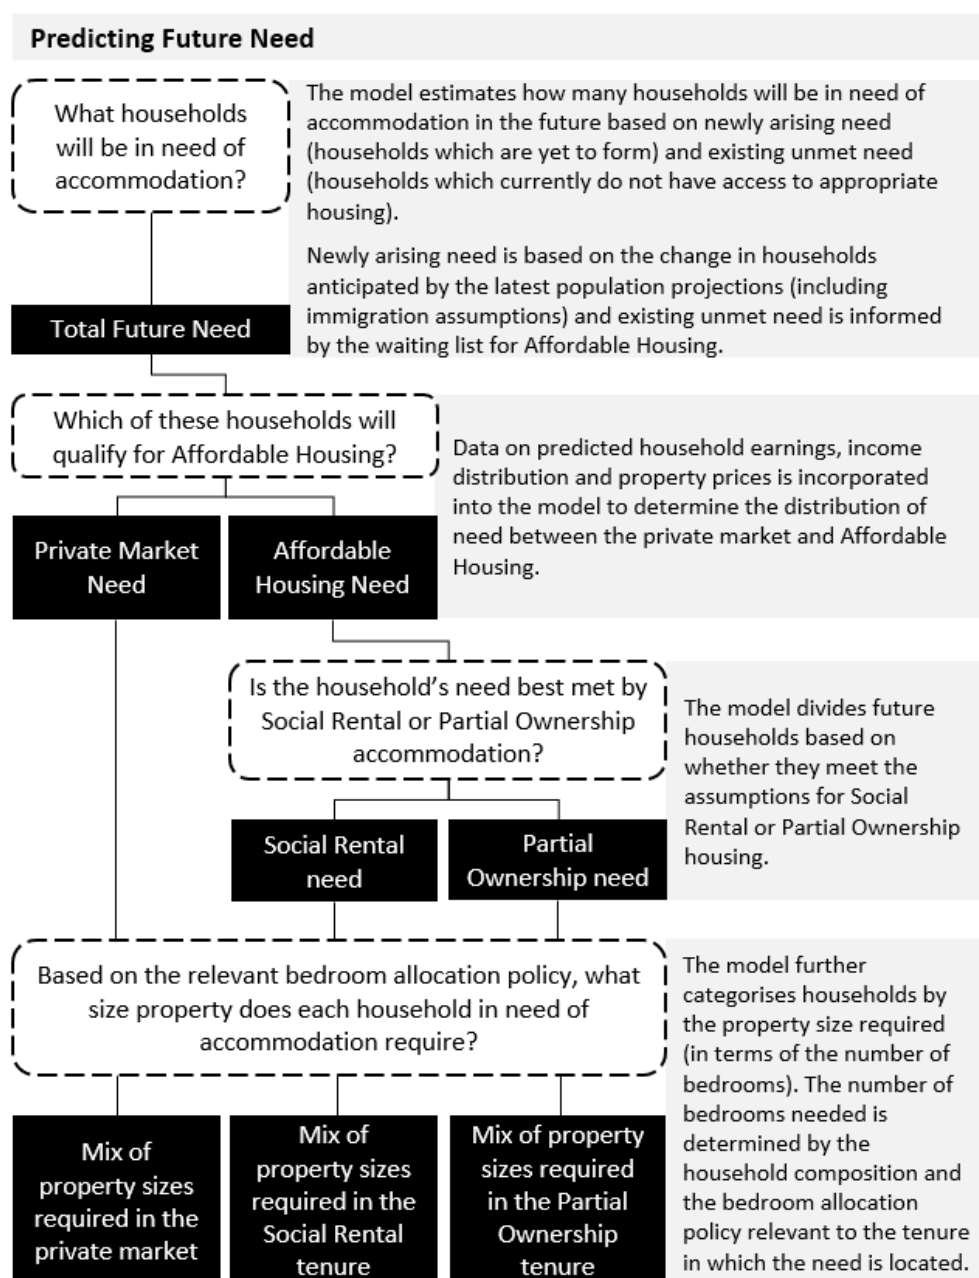 Predicting Future Need
What households
will be in need of
accommodation?
The model estimates how many households will be in need of
accommodation in the future based on newly arising need
(households which are yet to form) and existing unmet need
(households which currently do not have access to appropriate
housing).
Newly arising need is based on the change in households
anticipated by the latest population projections (including
immigration assumptions) and existing unmet need is informed
by the waiting list for Affordable Housing.
Total Future Need
Which of these households will
qualify for Affordable Housing?
Data on predicted household earnings, income
distribution and property prices is incorporated
into the model to determine the distribution of
need between the private market and Affordable
Housing.
Private Market
Need
Affordable
Housing Need
Is the household's need best met by
Social Rental or Partial Ownership
accommodation?
The model divides future
households based on
whether they meet the
assumptions for Social
Rental or Partial Ownership
housing.
Social Rental
need
Partial
Ownership need
Based on the relevant bedroom allocation policy, what
size property does each household in need of
accommodation require?
The model further
categorises households by
the property size required
(in terms of the number of
bedrooms). The number of
bedrooms needed is
determined by the
household composition and
the bedroom allocation
policy relevant to the tenure
in which the need is located.
Mix of
property sizes
required in the
private market
Mix of
property sizes
required in the
Social Rental
tenure
Mix of property
sizes required
in the Partial
Ownership
tenure